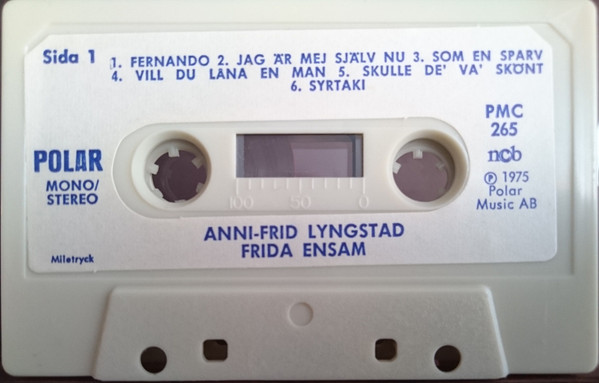 Sida 1
1. FERNANDO 2. JAG ÄR MEJ SJÄLV NU 3. SOM EN SPARV
4. VILL DU LÅNA EN MAN 5. SKULLE DE' VA' SKÖNT
6. SYRTAKI
POLAR
MONO/
STEREO
PMC
265
ncb
Ⓟ 1975
Polar
Music AB
100 50 0
ANNI-FRID LYNGSTAD
FRIDA ENSAM
Miletryck